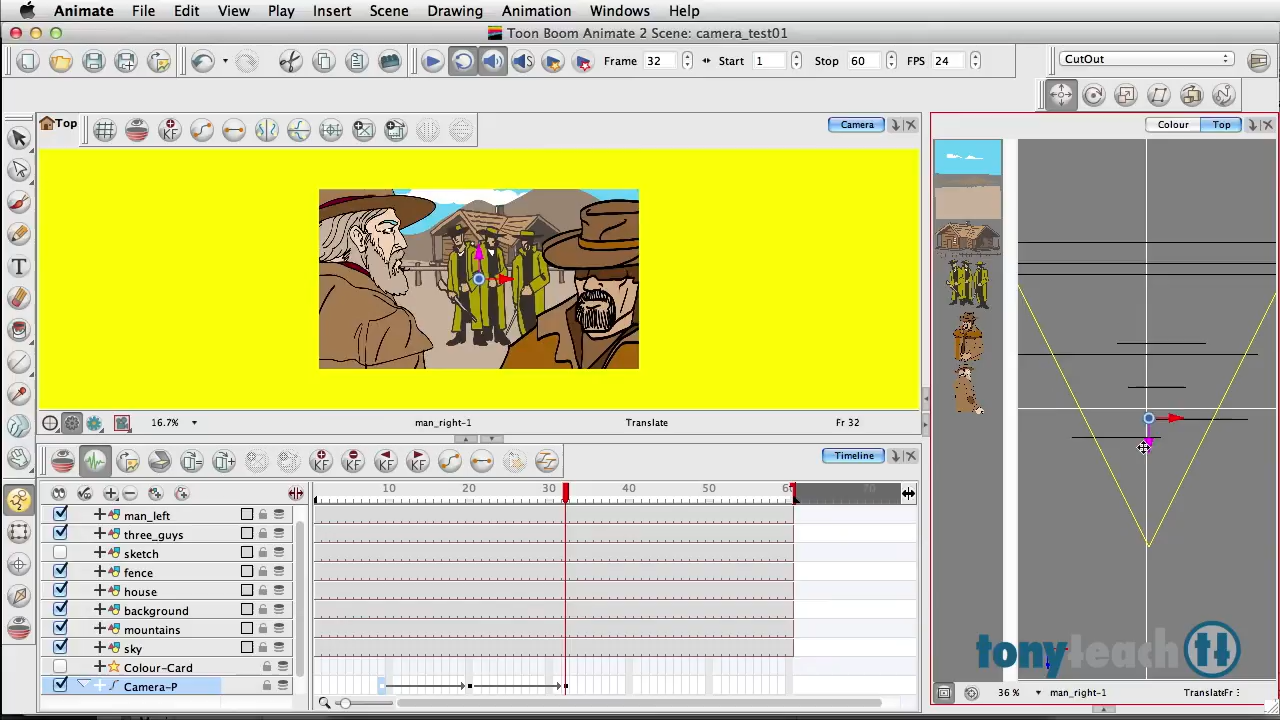 Animate File Edit View Play Insert Scene Drawing Animation Windows Help
Toon Boom Animate 2 Scene: camera_test01
Frame 32 Start 1 Stop 60 FPS 24
CutOut
Top
Camera
Colour Top
16.7% man_right-1 Translate Fr 32
Timeline
10 20 30 40 50 70
man_left
three_guys
sketch
fence
house
background
mountains
sky
Colour-Card
Camera-P
tonyteach
36 % man_right-1